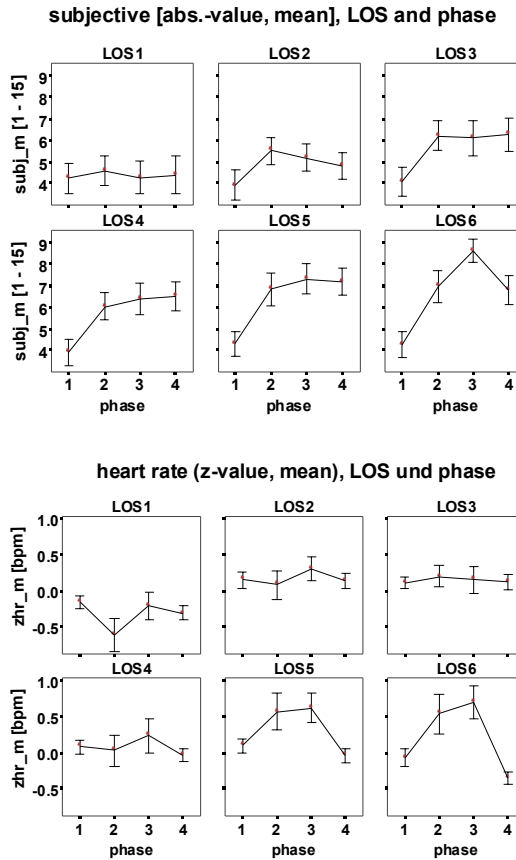 subjective [abs.-value, mean], LOS and phase
LOS1 LOS2 LOS3
subj_m [1 - 15]
9
8
7
6
5
4
LOS4 LOS5 LOS6
subj_m [1 - 15]
9
8
7
6
5
4
1 2 3 4 1 2 3 4 1 2 3 4
phase phase phase
heart rate (z-value, mean), LOS und phase
LOS1 LOS2 LOS3
zhr_m [bpm]
1.0
0.5
0.0
-0.5
LOS4 LOS5 LOS6
zhr_m [bpm]
1.0
0.5
0.0
-0.5
1 2 3 4 1 2 3 4 1 2 3 4
phase phase phase